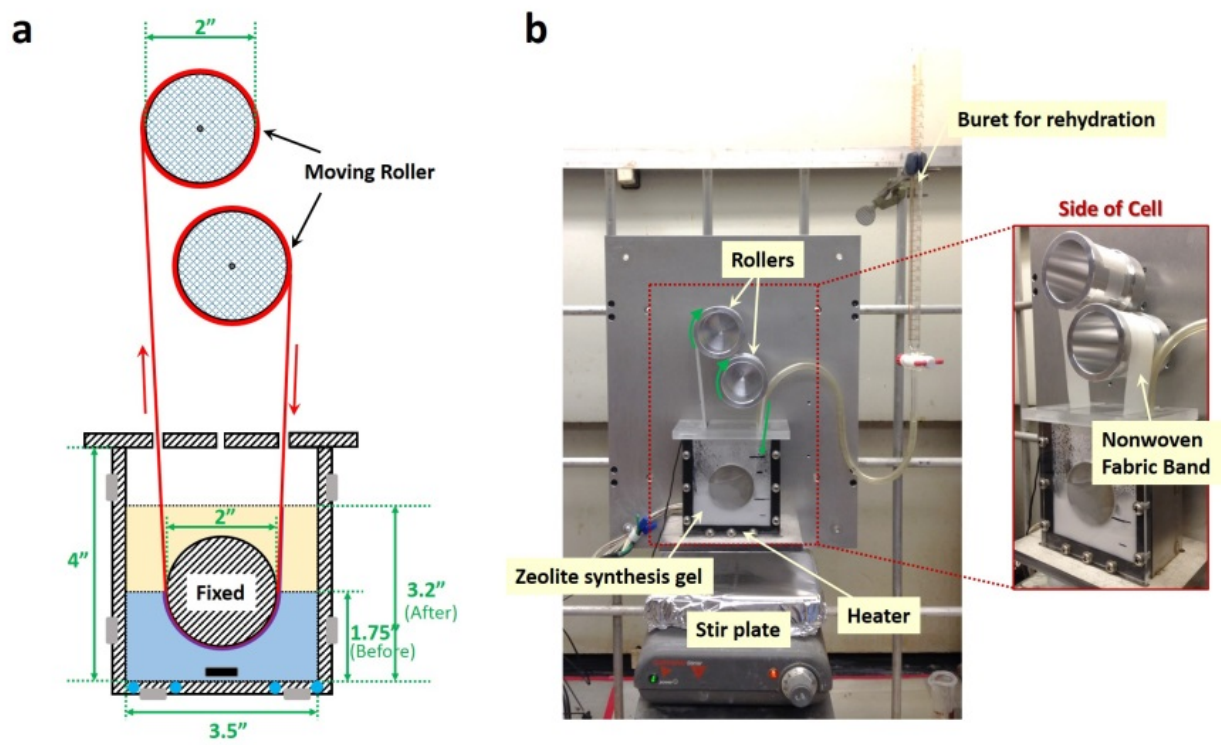 a
2”
Moving Roller
4”
2”
Fixed
3.2”
(After)
1.75”
(Before)
3.5”
b
Buret for rehydration
Side of Cell
Rollers
Nonwoven
Fabric Band
Zeolite synthesis gel
Heater
Stir plate